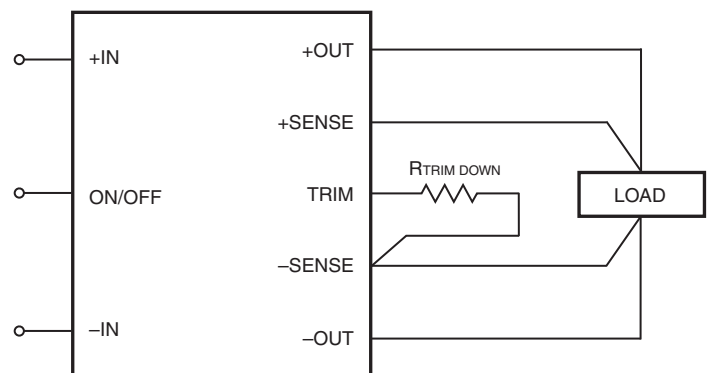 +IN
+OUT
+SENSE
RTRIM DOWN
ON/OFF
TRIM
LOAD
–SENSE
–IN
–OUT